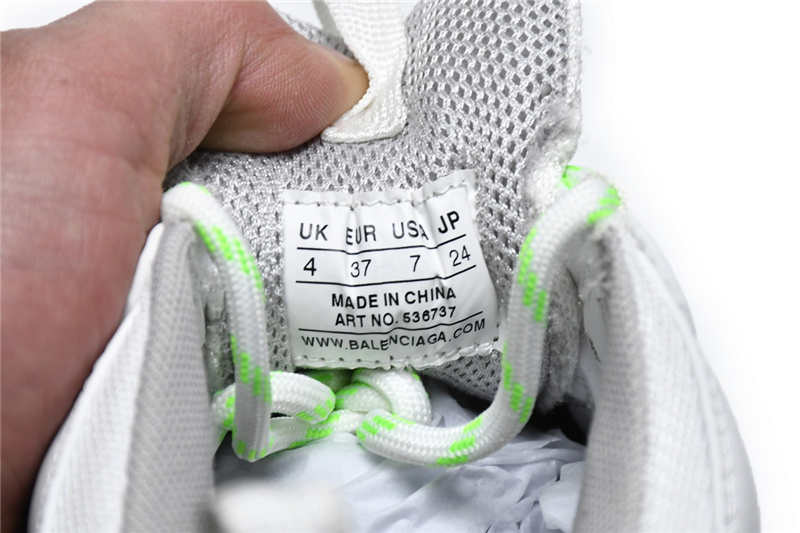 UK EUR USA JP
4 37 7 24
MADE IN CHINA
ART NO. 536737
WWW.BALENCIAGA.COM